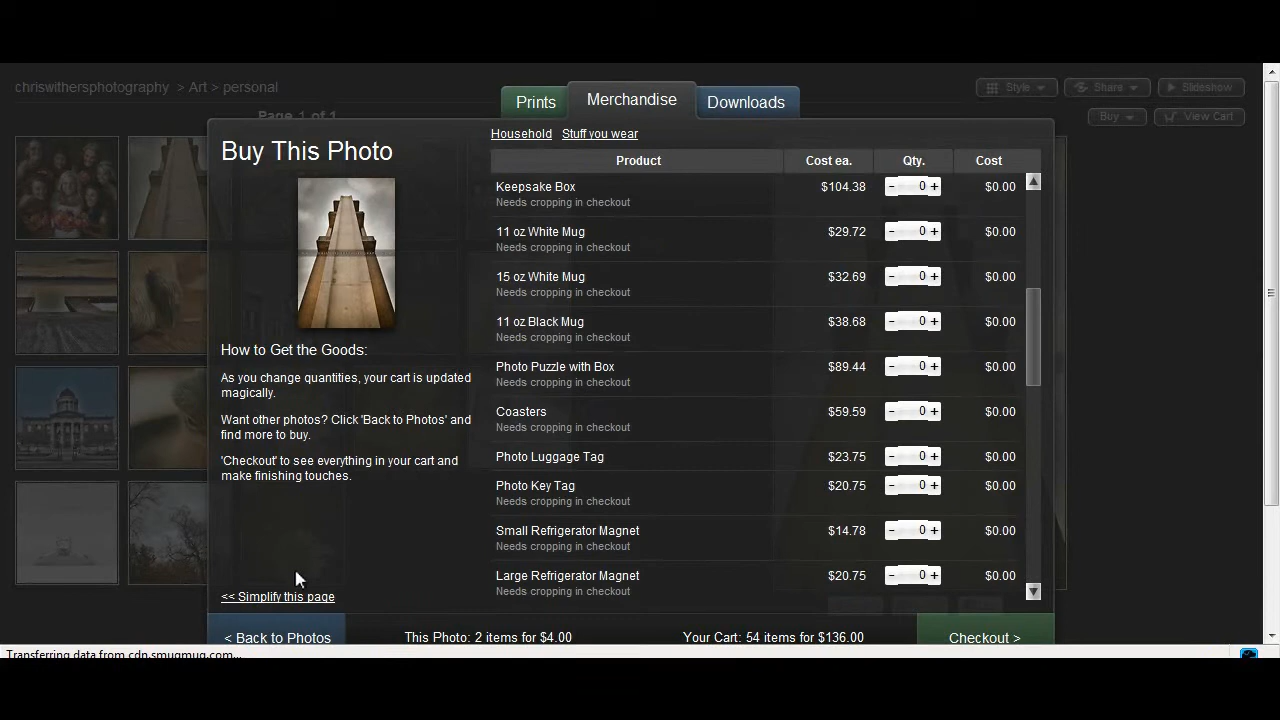 chriswithersphotography > Art > personal
Style
Share
Slideshow
Page 1 of 1
Buy
View Cart
Prints
Merchandise
Downloads
Household Stuff you wear
Buy This Photo
Product Cost ea. Qty. Cost
Keepsake Box $104.38 - 0 + $0.00
Needs cropping in checkout
11 oz White Mug $29.72 - 0 + $0.00
Needs cropping in checkout
15 oz White Mug $32.69 - 0 + $0.00
Needs cropping in checkout
11 oz Black Mug $38.68 - 0 + $0.00
Needs cropping in checkout
Photo Puzzle with Box $89.44 - 0 + $0.00
Needs cropping in checkout
Coasters $59.59 - 0 + $0.00
Needs cropping in checkout
Photo Luggage Tag $23.75 - 0 + $0.00
Photo Key Tag $20.75 - 0 + $0.00
Needs cropping in checkout
Small Refrigerator Magnet $14.78 - 0 + $0.00
Needs cropping in checkout
Large Refrigerator Magnet $20.75 - 0 + $0.00
Needs cropping in checkout
How to Get the Goods:
As you change quantities, your cart is updated
magically.
Want other photos? Click 'Back to Photos' and
find more to buy.
'Checkout' to see everything in your cart and
make finishing touches.
<< Simplify this page
< Back to Photos
This Photo: 2 items for $4.00
Your Cart: 54 items for $136.00
Checkout >
Transferring data from cdn.smugmug.com...